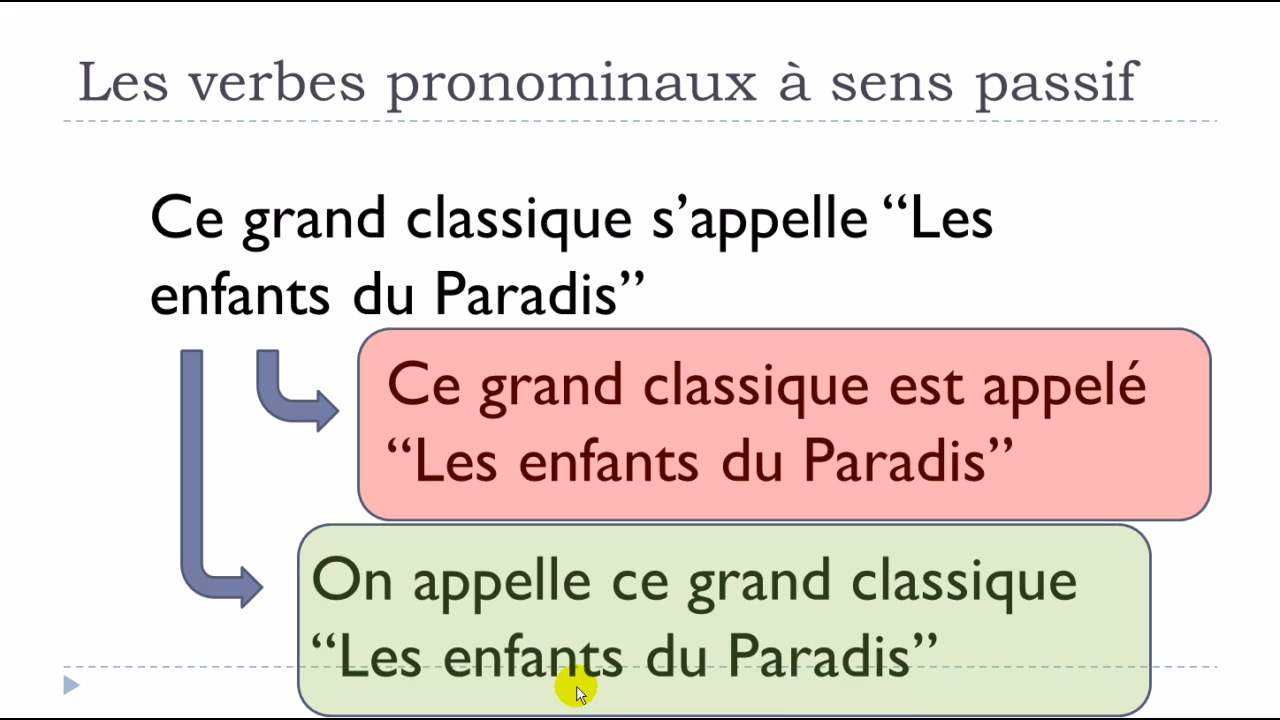 Les verbes pronominaux à sens passif
Ce grand classique s’appelle “Les
enfants du Paradis”
Ce grand classique est appelé
“Les enfants du Paradis”
On appelle ce grand classique
“Les enfants du Paradis”